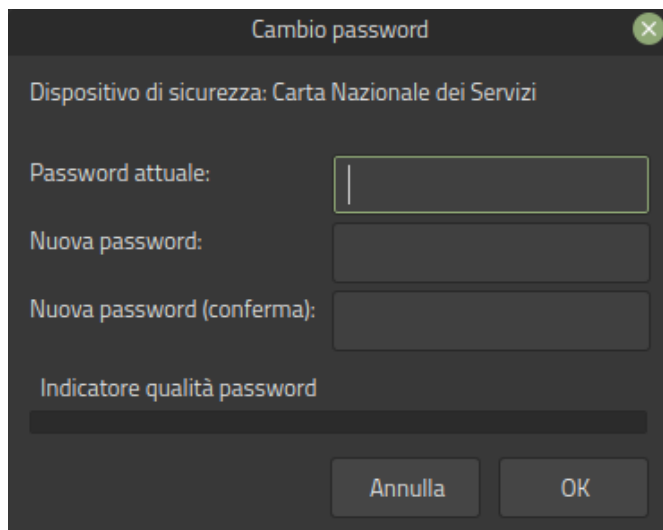 Cambio password
Dispositivo di sicurezza: Carta Nazionale dei Servizi
Password attuale:
Nuova password:
Nuova password (conferma):
Indicatore qualità password
Annulla
OK